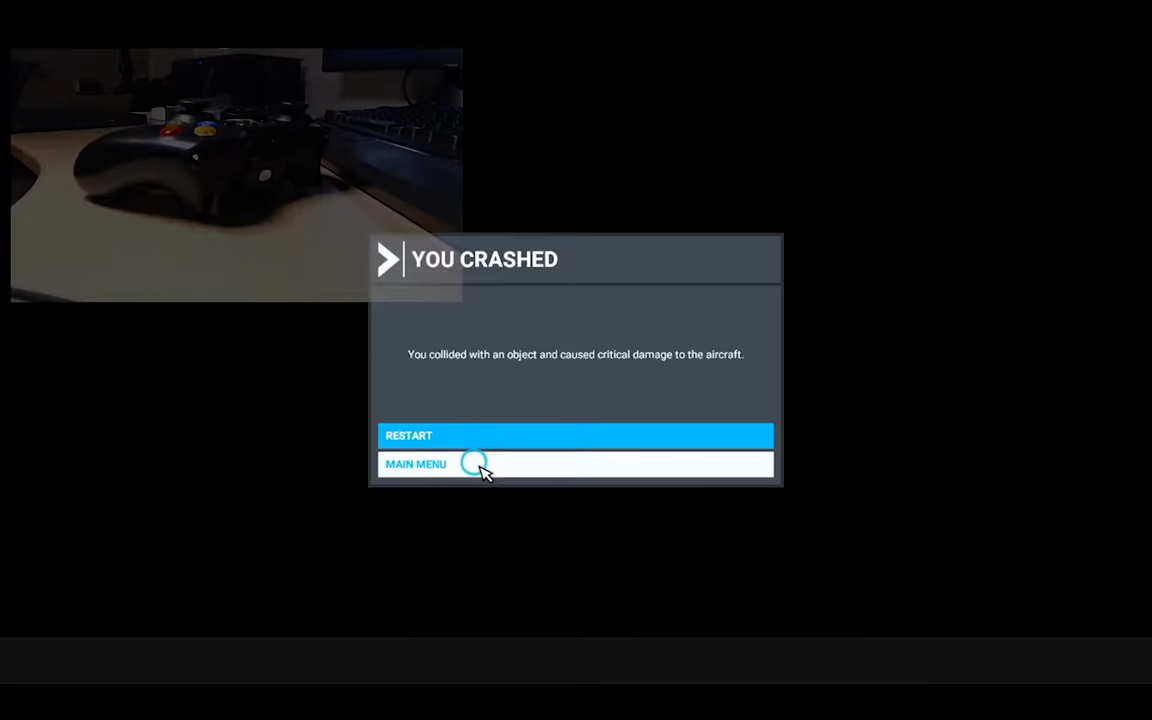 YOU CRASHED
You collided with an object and caused critical damage to the aircraft.
RESTART
MAIN MENU